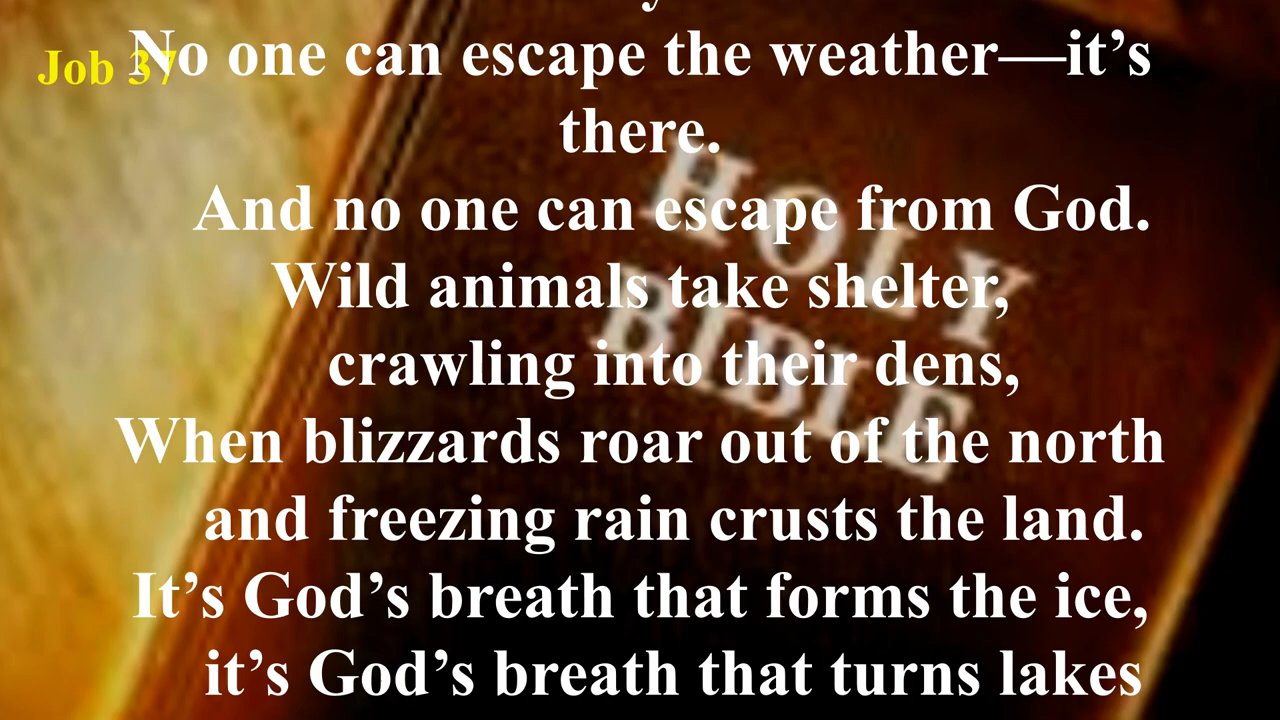 Job 37
No one can escape the weather—it’s
there.
And no one can escape from God.
Wild animals take shelter,
crawling into their dens,
When blizzards roar out of the north
and freezing rain crusts the land.
It’s God’s breath that forms the ice,
it’s God’s breath that turns lakes
HOLY
BIBLE